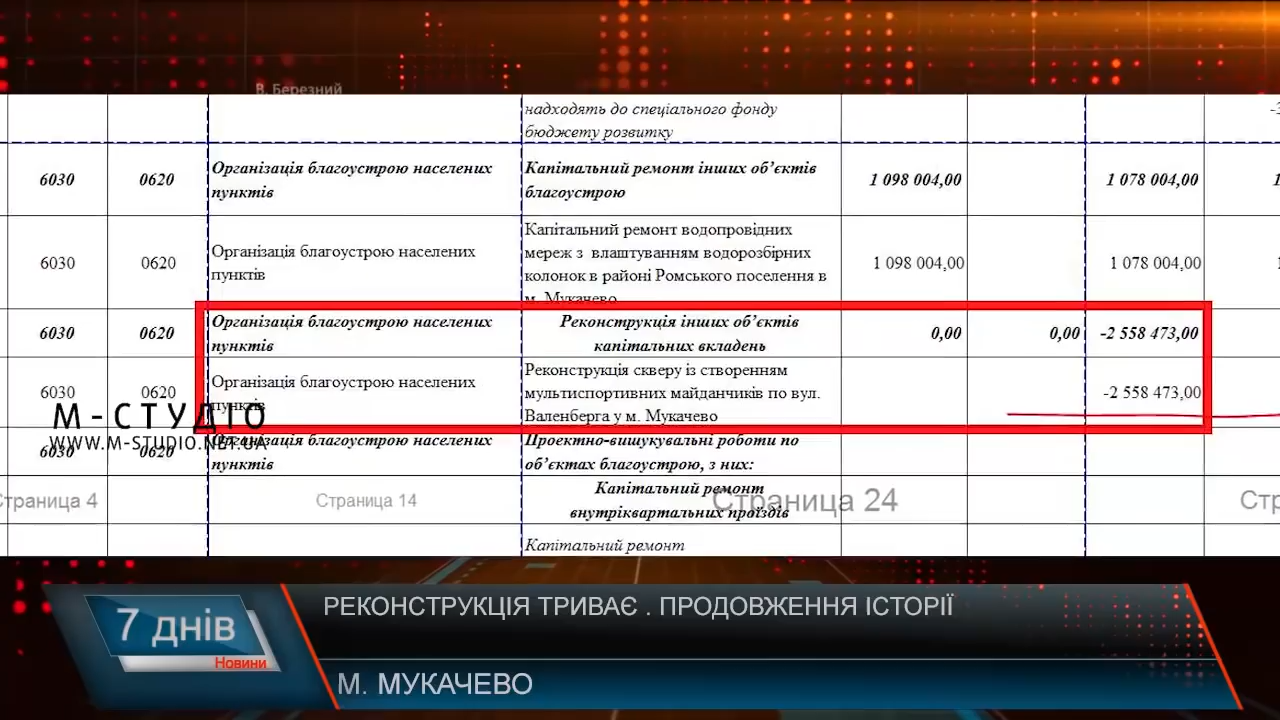 В. Березний
надходять до спеціального фонду
бюджету розвитку
6030 0620 Організація благоустрою населених Капітальний ремонт інших об’єктів 1 098 004,00 1 078 004,00
пунктів благоустрою
Капітальний ремонт водопровідних
6030 0620 Організація благоустрою населених мереж з влаштуванням водорозбірних 1 098 004,00 1 078 004,00
пунктів колонок в районі Ромського поселення в
м. Мукачево
6030 0620 Організація благоустрою населених Реконструкція інших об’єктів 0,00 0,00 -2 558 473,00
пунктів капітальних вкладень
Реконструкція скверу із створенням
6030 0620 Організація благоустрою населених мультиспортивних майданчиків по вул. -2 558 473,00
пунктів Валенберга у м. Мукачево
М-СТУДІО
WWW.M-STUDIO.NET.UA
6030 0620 Організація благоустрою населених Проектно-вишукувальні роботи по
пунктів об’єктах благоустрою, з них:
Капітальний ремонт
внутріквартальних проїздів
Страница 4 Страница 14 Страница 24
Капітальний ремонт
7 днів
Новини
РЕКОНСТРУКЦІЯ ТРИВАЄ . ПРОДОВЖЕННЯ ІСТОРІЇ
М. МУКАЧЕВО